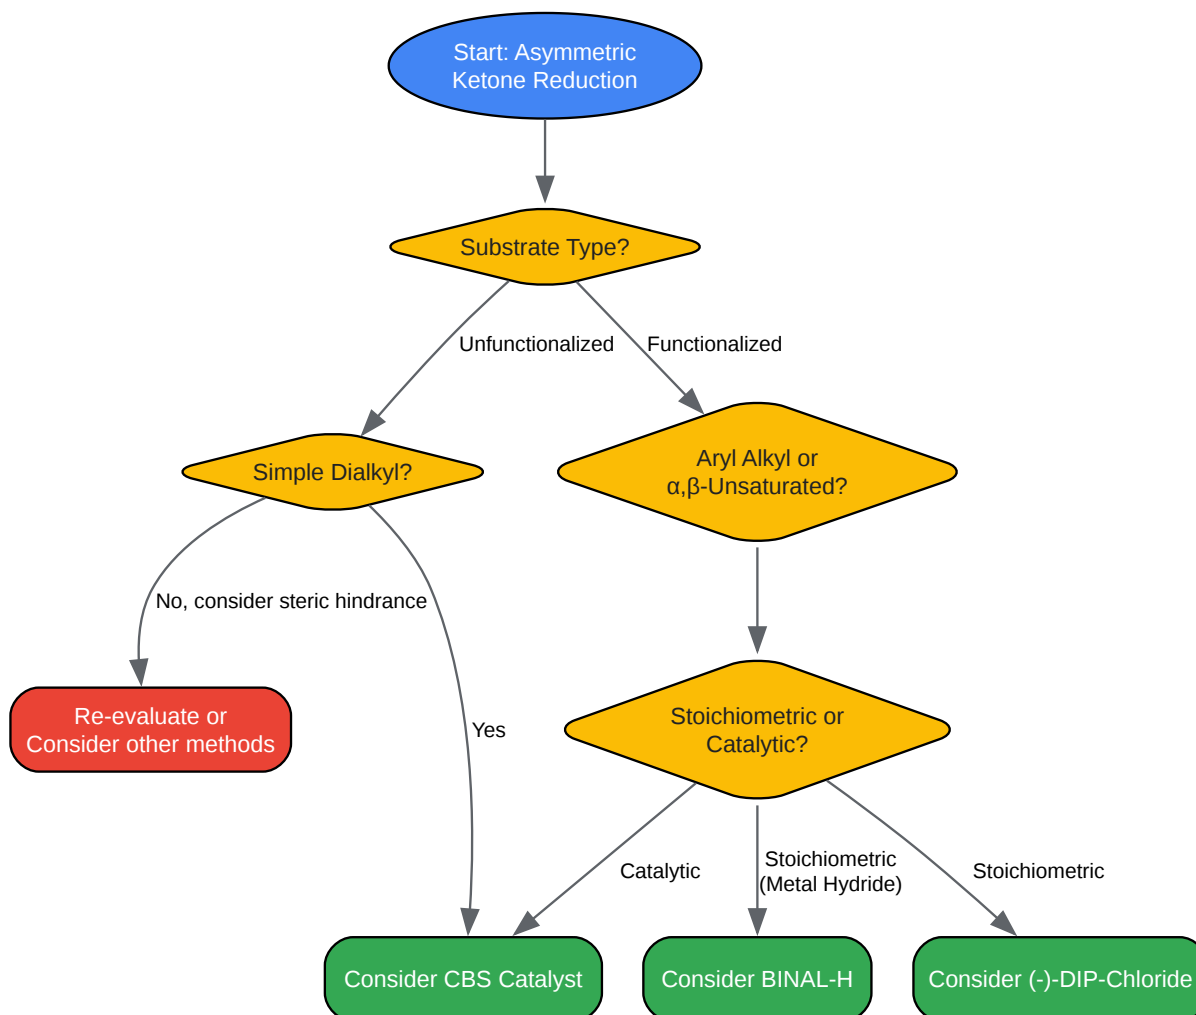 Start: Asymmetric
Ketone Reduction
Substrate Type?
Unfunctionalized
Functionalized
Simple Dialkyl?
Aryl Alkyl or
α,β-Unsaturated?
No, consider steric hindrance
Re-evaluate or
Consider other methods
Yes
Stoichiometric or
Catalytic?
Catalytic
Stoichiometric
(Metal Hydride)
Stoichiometric
Consider CBS Catalyst
Consider BINAL-H
Consider (-)-DIP-Chloride